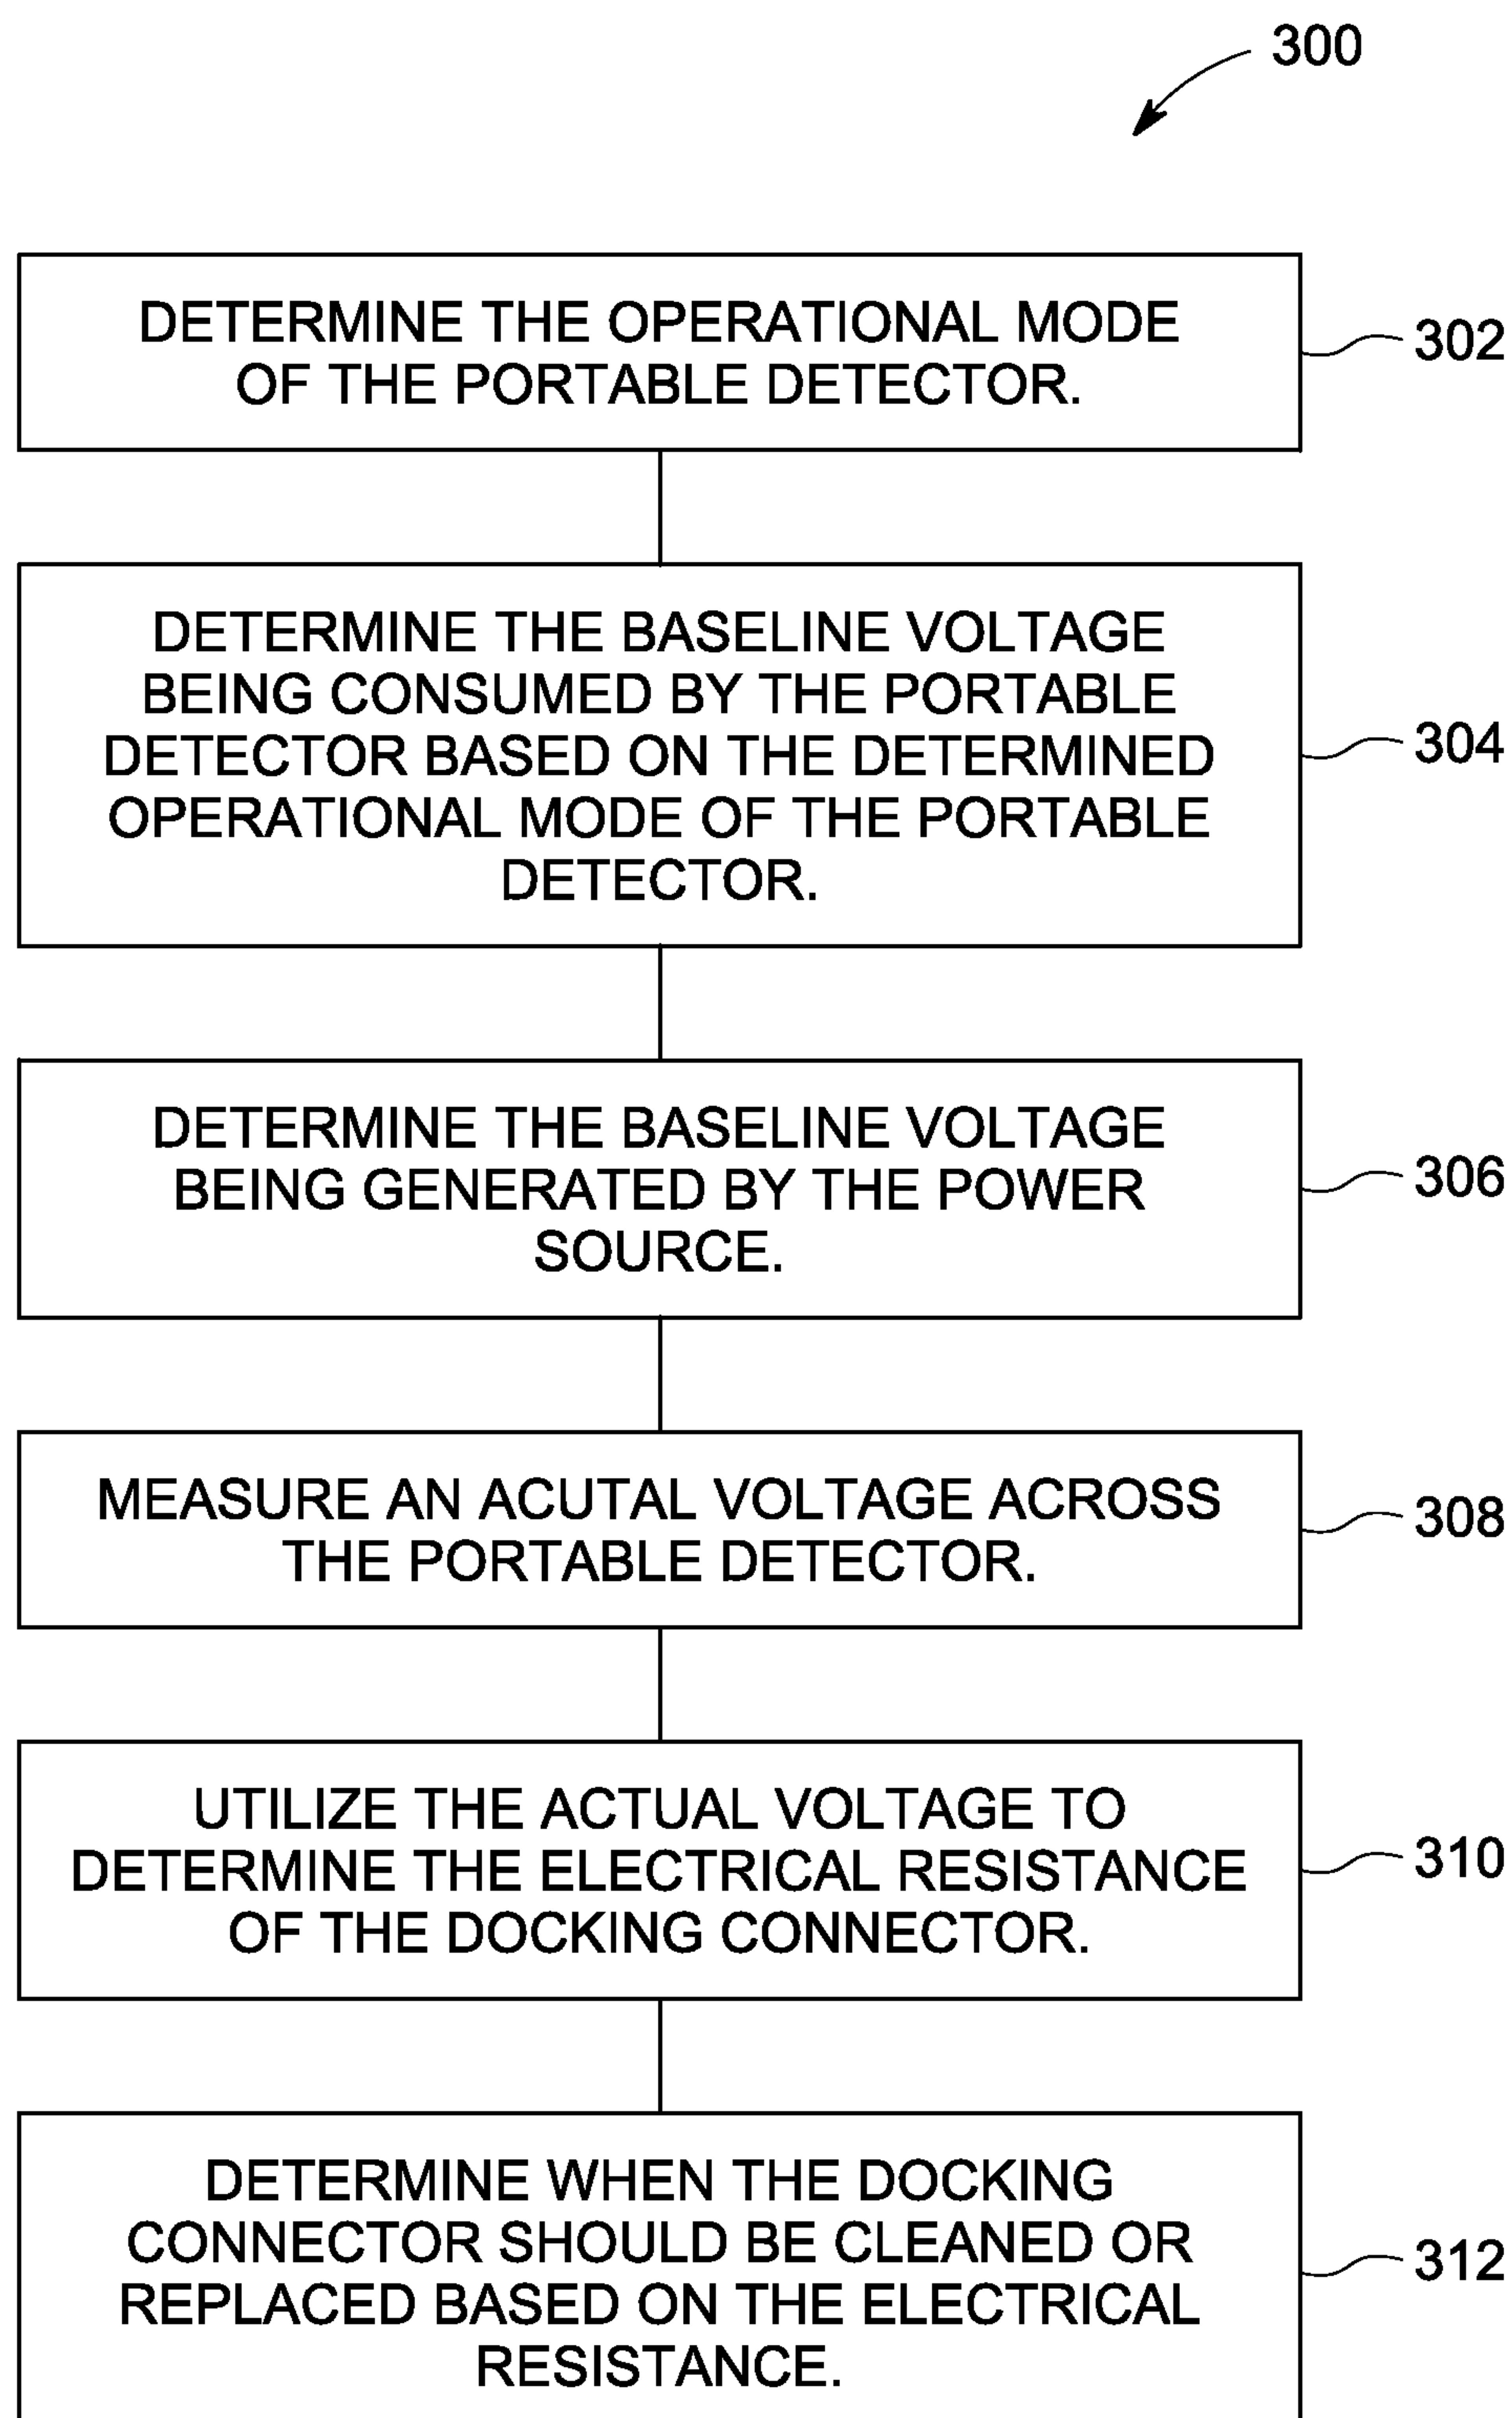 300
DETERMINE THE OPERATIONAL MODE
OF THE PORTABLE DETECTOR.
302
DETERMINE THE BASELINE VOLTAGE
BEING CONSUMED BY THE PORTABLE
DETECTOR BASED ON THE DETERMINED
OPERATIONAL MODE OF THE PORTABLE
DETECTOR.
304
DETERMINE THE BASELINE VOLTAGE
BEING GENERATED BY THE POWER
SOURCE.
306
MEASURE AN ACUTAL VOLTAGE ACROSS
THE PORTABLE DETECTOR.
308
UTILIZE THE ACTUAL VOLTAGE TO
DETERMINE THE ELECTRICAL RESISTANCE
OF THE DOCKING CONNECTOR.
310
DETERMINE WHEN THE DOCKING
CONNECTOR SHOULD BE CLEANED OR
REPLACED BASED ON THE ELECTRICAL
RESISTANCE.
312